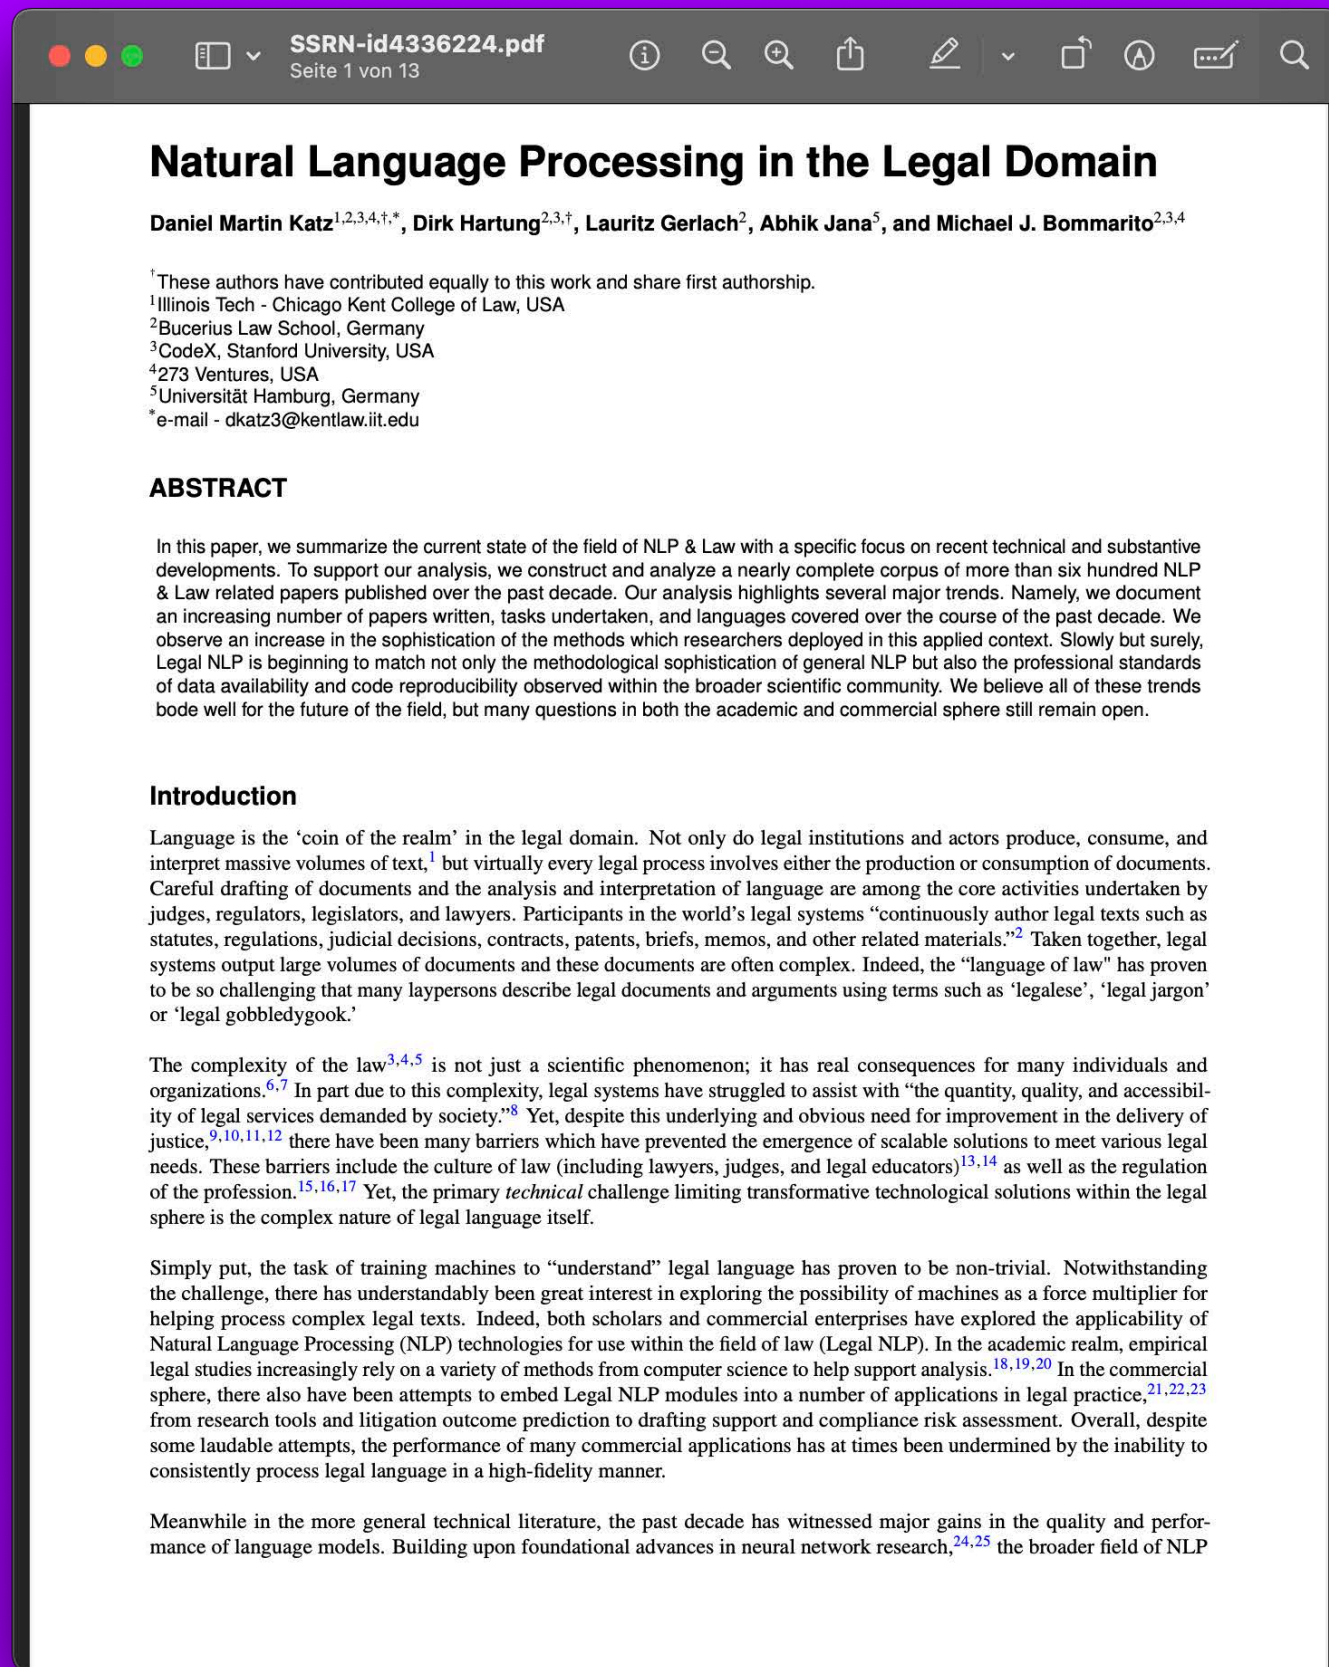 SSRN-id4336224.pdf
Seite 1 von 13
Natural Language Processing in the Legal Domain
Daniel Martin Katz1,2,3,4,†,*, Dirk Hartung2,3,†, Lauritz Gerlach2, Abhik Jana5, and Michael J. Bommarito2,3,4
†These authors have contributed equally to this work and share first authorship.
1Illinois Tech - Chicago Kent College of Law, USA
2Bucerius Law School, Germany
3CodeX, Stanford University, USA
4273 Ventures, USA
5Universität Hamburg, Germany
*e-mail - dkatz3@kentlaw.iit.edu
ABSTRACT
In this paper, we summarize the current state of the field of NLP & Law with a specific focus on recent technical and substantive
developments. To support our analysis, we construct and analyze a nearly complete corpus of more than six hundred NLP
& Law related papers published over the past decade. Our analysis highlights several major trends. Namely, we document
an increasing number of papers written, tasks undertaken, and languages covered over the course of the past decade. We
observe an increase in the sophistication of the methods which researchers deployed in this applied context. Slowly but surely,
Legal NLP is beginning to match not only the methodological sophistication of general NLP but also the professional standards
of data availability and code reproducibility observed within the broader scientific community. We believe all of these trends
bode well for the future of the field, but many questions in both the academic and commercial sphere still remain open.
Introduction
Language is the ‘coin of the realm’ in the legal domain. Not only do legal institutions and actors produce, consume, and
interpret massive volumes of text,1 but virtually every legal process involves either the production or consumption of documents.
Careful drafting of documents and the analysis and interpretation of language are among the core activities undertaken by
judges, regulators, legislators, and lawyers. Participants in the world’s legal systems “continuously author legal texts such as
statutes, regulations, judicial decisions, contracts, patents, briefs, memos, and other related materials.”2 Taken together, legal
systems output large volumes of documents and these documents are often complex. Indeed, the “language of law" has proven
to be so challenging that many laypersons describe legal documents and arguments using terms such as ‘legalese’, ‘legal jargon’
or ‘legal gobbledygook.’
The complexity of the law3,4,5 is not just a scientific phenomenon; it has real consequences for many individuals and
organizations.6,7 In part due to this complexity, legal systems have struggled to assist with “the quantity, quality, and accessibil-
ity of legal services demanded by society.”8 Yet, despite this underlying and obvious need for improvement in the delivery of
justice,9,10,11,12 there have been many barriers which have prevented the emergence of scalable solutions to meet various legal
needs. These barriers include the culture of law (including lawyers, judges, and legal educators)13,14 as well as the regulation
of the profession.15,16,17 Yet, the primary technical challenge limiting transformative technological solutions within the legal
sphere is the complex nature of legal language itself.
Simply put, the task of training machines to “understand” legal language has proven to be non-trivial. Notwithstanding
the challenge, there has understandably been great interest in exploring the possibility of machines as a force multiplier for
helping process complex legal texts. Indeed, both scholars and commercial enterprises have explored the applicability of
Natural Language Processing (NLP) technologies for use within the field of law (Legal NLP). In the academic realm, empirical
legal studies increasingly rely on a variety of methods from computer science to help support analysis.18,19,20 In the commercial
sphere, there also have been attempts to embed Legal NLP modules into a number of applications in legal practice,21,22,23
from research tools and litigation outcome prediction to drafting support and compliance risk assessment. Overall, despite
some laudable attempts, the performance of many commercial applications has at times been undermined by the inability to
consistently process legal language in a high-fidelity manner.
Meanwhile in the more general technical literature, the past decade has witnessed major gains in the quality and perfor-
mance of language models. Building upon foundational advances in neural network research,24,25 the broader field of NLP